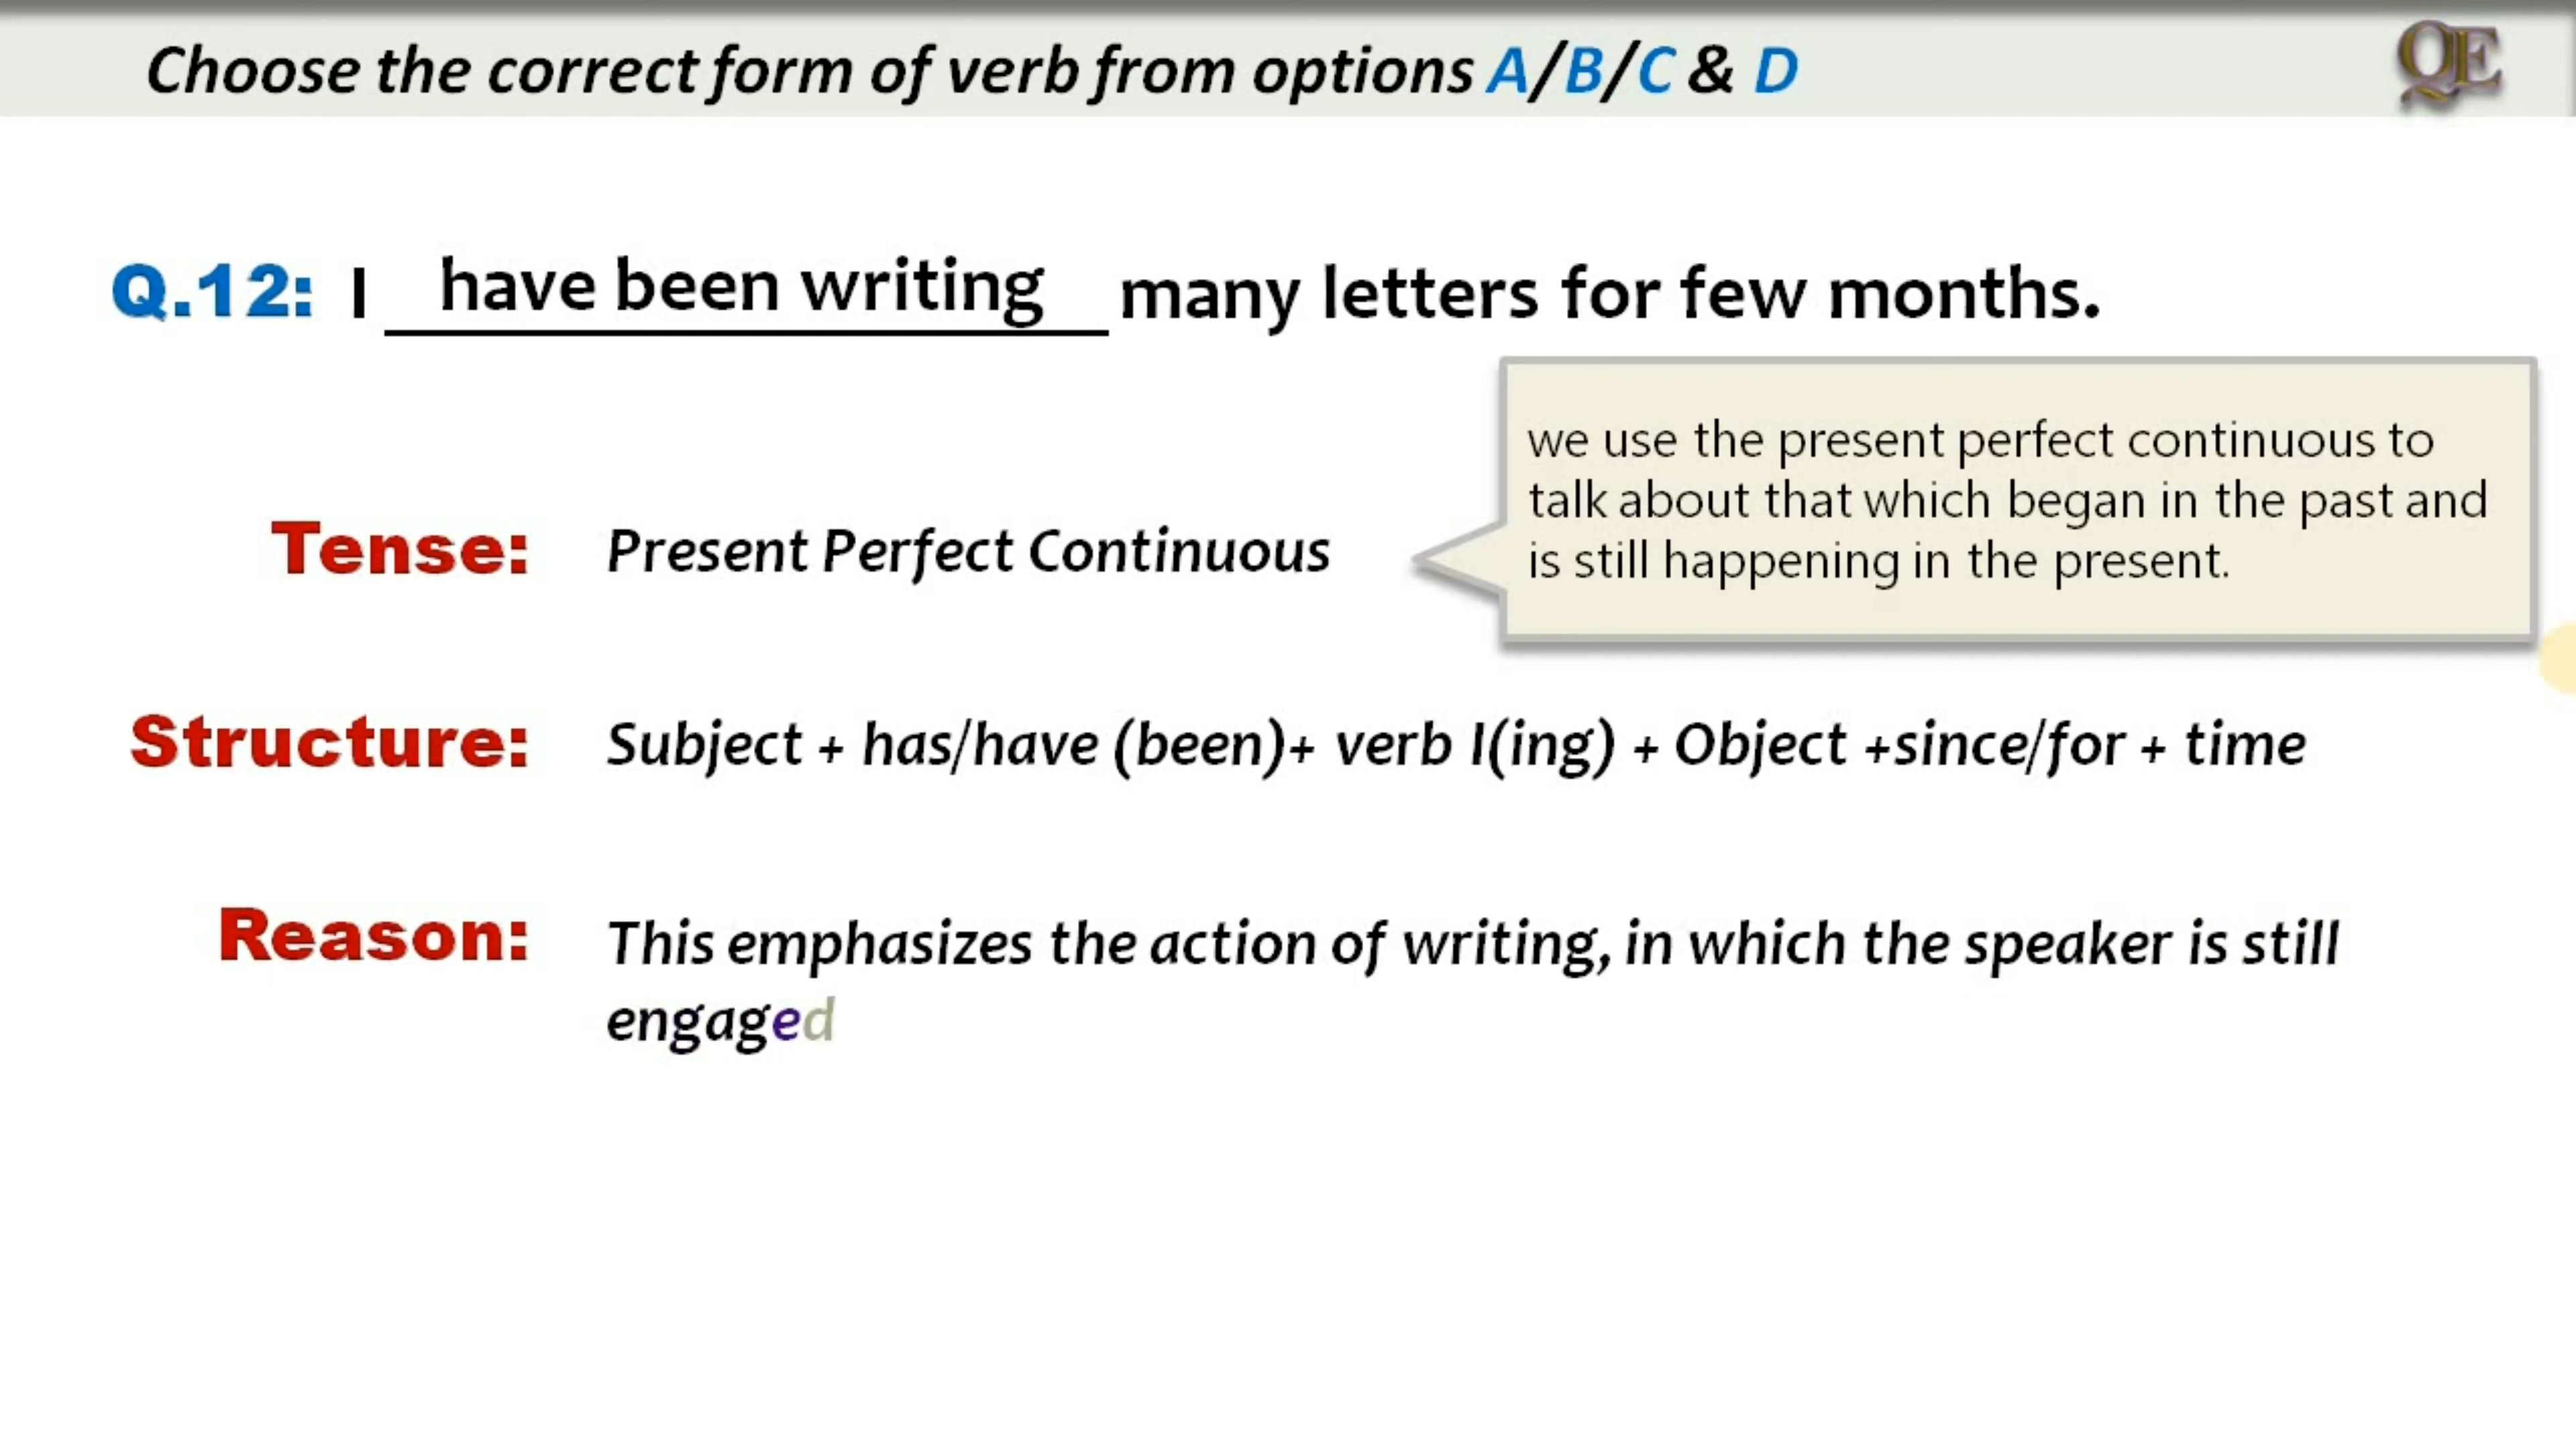 Choose the correct form of verb from options A/B/C & D
QE
Q.12: I have been writing many letters for few months.
we use the present perfect continuous to
talk about that which began in the past and
is still happening in the present.
Tense: Present Perfect Continuous
Structure: Subject + has/have (been)+ verb I(ing) + Object +since/for + time
Reason: This emphasizes the action of writing, in which the speaker is still
engaged